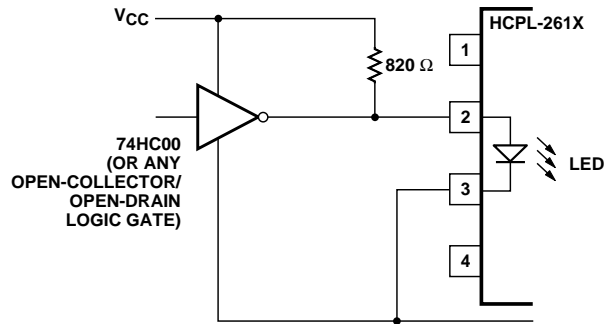 VCC
HCPL-261X
1
820 Ω
2
74HC00
(OR ANY
OPEN-COLLECTOR/
OPEN-DRAIN
LOGIC GATE)
LED
3
4